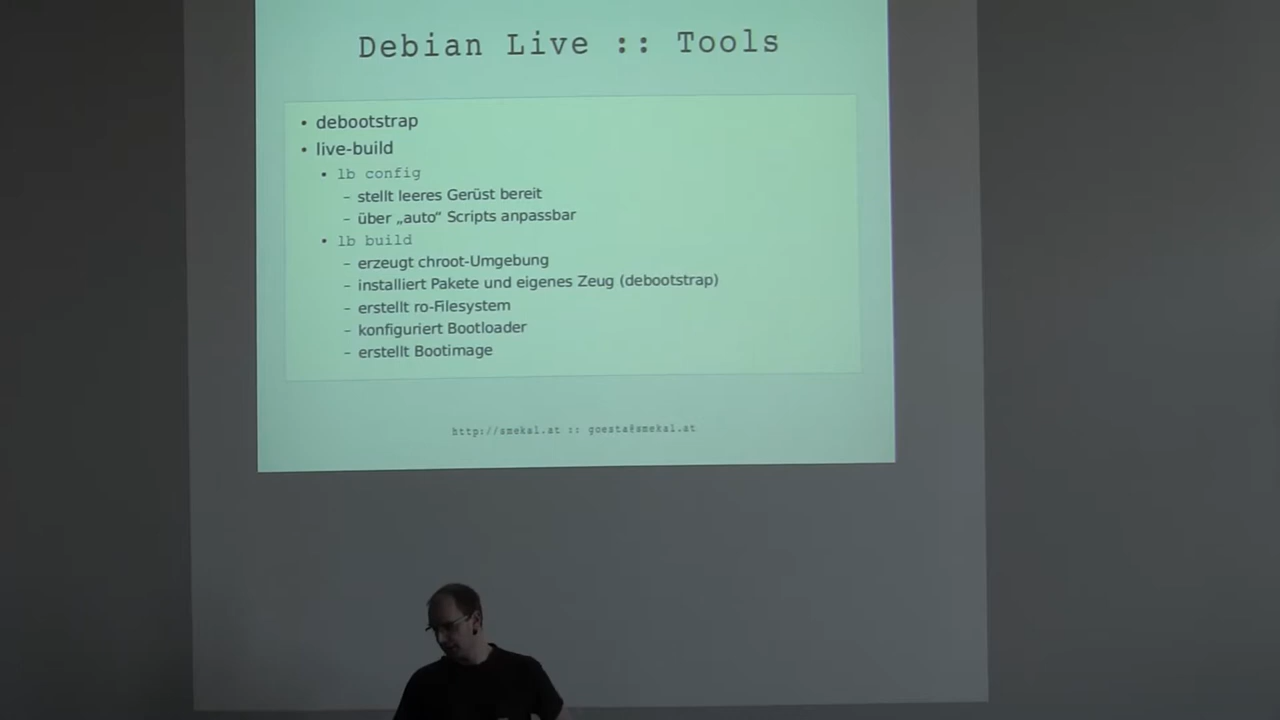 Debian Live :: Tools
• debootstrap
• live-build
• lb config
– stellt leeres Gerüst bereit
– über „auto“ Scripts anpassbar
• lb build
– erzeugt chroot-Umgebung
– installiert Pakete und eigenes Zeug (debootstrap)
– erstellt ro-Filesystem
– konfiguriert Bootloader
– erstellt Bootimage
http://smekal.at :: goesta@smekal.at